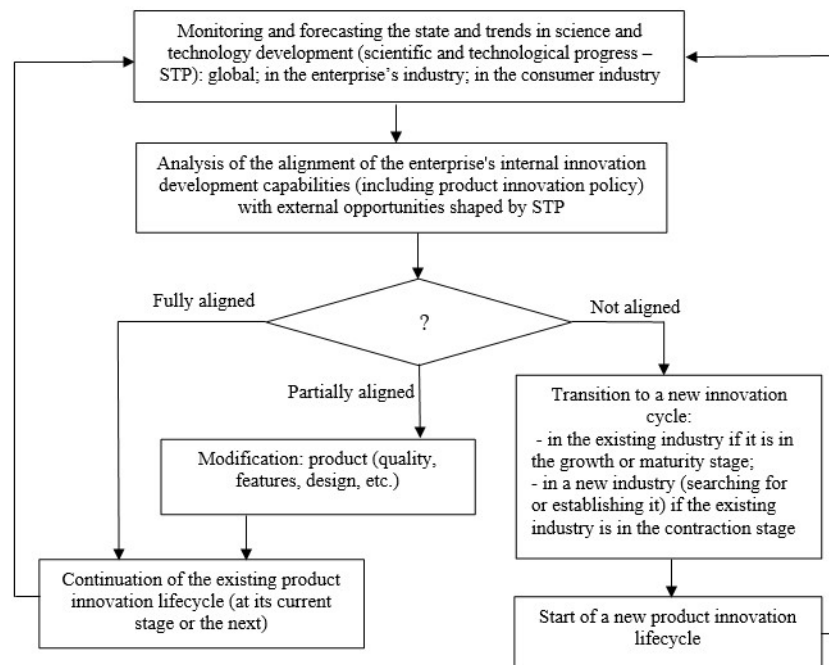 Monitoring and forecasting the state and trends in science and
technology development (scientific and technological progress –
STP): global; in the enterprise’s industry; in the consumer industry
Analysis of the alignment of the enterprise's internal innovation
development capabilities (including product innovation policy)
with external opportunities shaped by STP
Fully aligned
?
Not aligned
Partially aligned
Transition to a new innovation
cycle:
- in the existing industry if it is in
the growth or maturity stage;
- in a new industry (searching for
or establishing it) if the existing
industry is in the contraction stage
Modification: product (quality,
features, design, etc.)
Continuation of the existing product
innovation lifecycle (at its current
stage or the next)
Start of a new product innovation
lifecycle